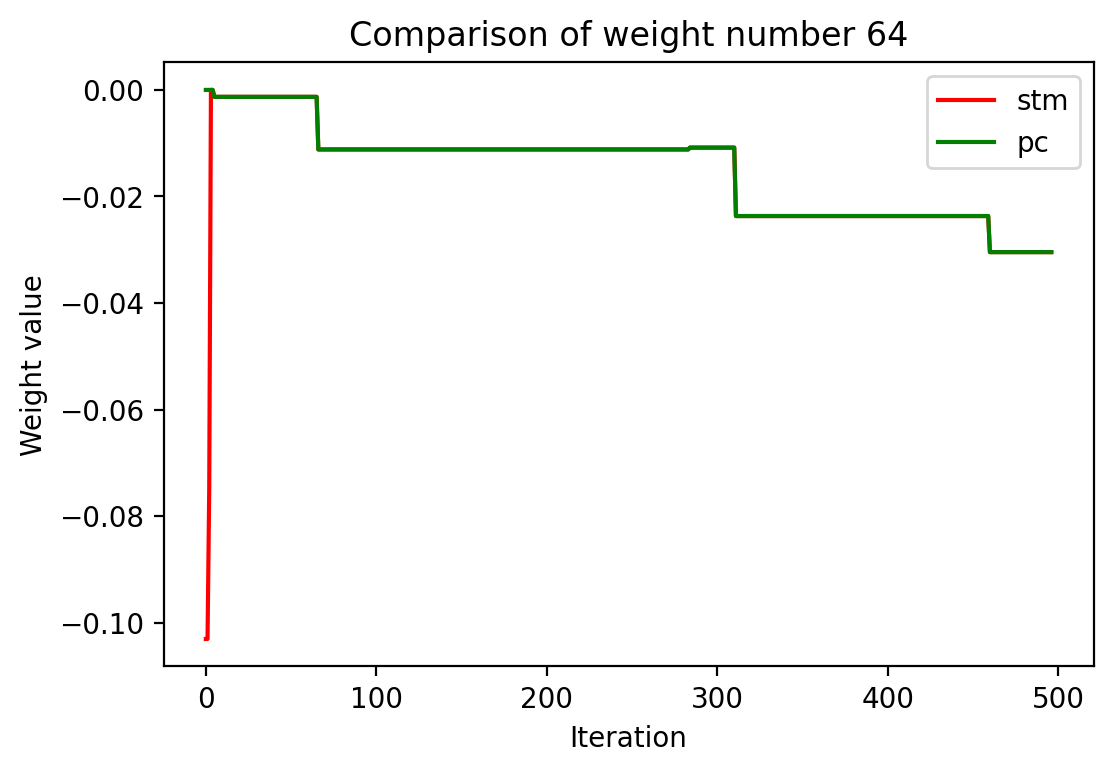 Comparison of weight number 64
0.00
−0.02
−0.04
−0.06
−0.08
−0.10
Weight value
stm
pc
0 100 200 300 400 500
Iteration